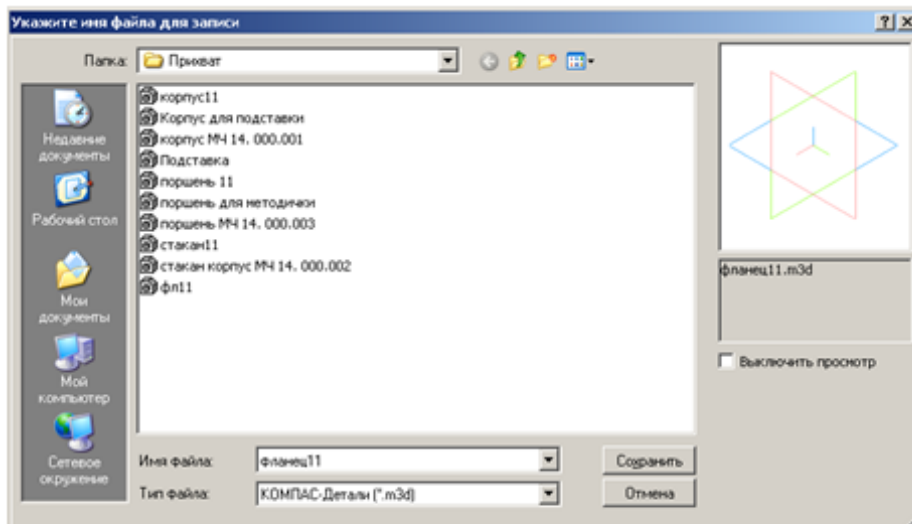 Укажите имя файла для записи
Папка: Прихват
Недавние документы
Рабочий стол
Мои документы
Мой компьютер
Сетевое окружение
корпус11
Корпус для подставки
корпус МЧ 14. 000.001
Подставка
поршень 11
поршень для методички
поршень МЧ 14. 000.003
стакан11
стакан корпус МЧ 14. 000.002
фл11
фланец11.m3d
Выключить просмотр
Имя файла: фланец11 Сохранить
Тип файла: КОМПАС-Детали (*.m3d) Отмена